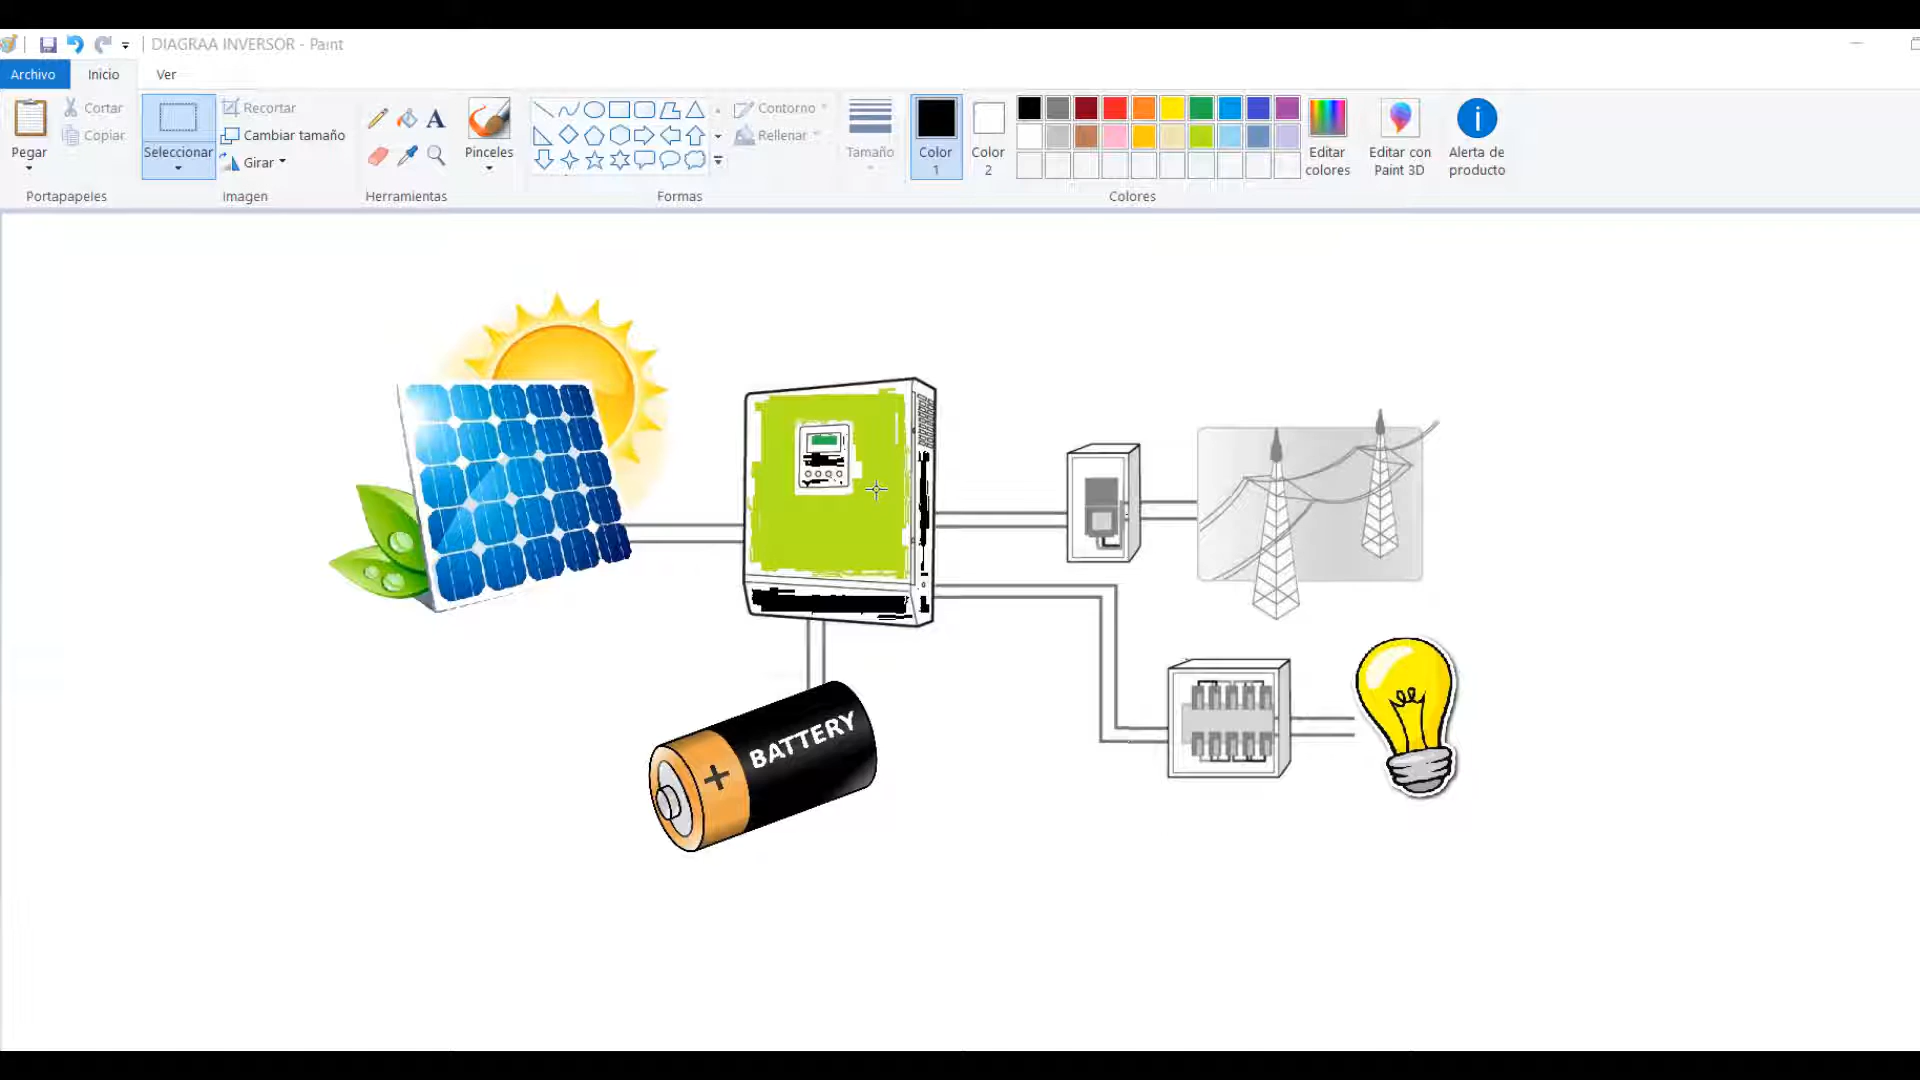 DIAGRAA INVERSOR - Paint
Archivo Inicio Ver
Pegar
Cortar
Copiar
Portapapeles
Seleccionar
Recortar
Cambiar tamaño
Girar
Imagen
A
Herramientas
Pinceles
Formas
Contorno
Rellenar
Tamaño
Color 1
Color 2
Colores
Editar colores
Editar con Paint 3D
Alerta de producto
BATTERY
+